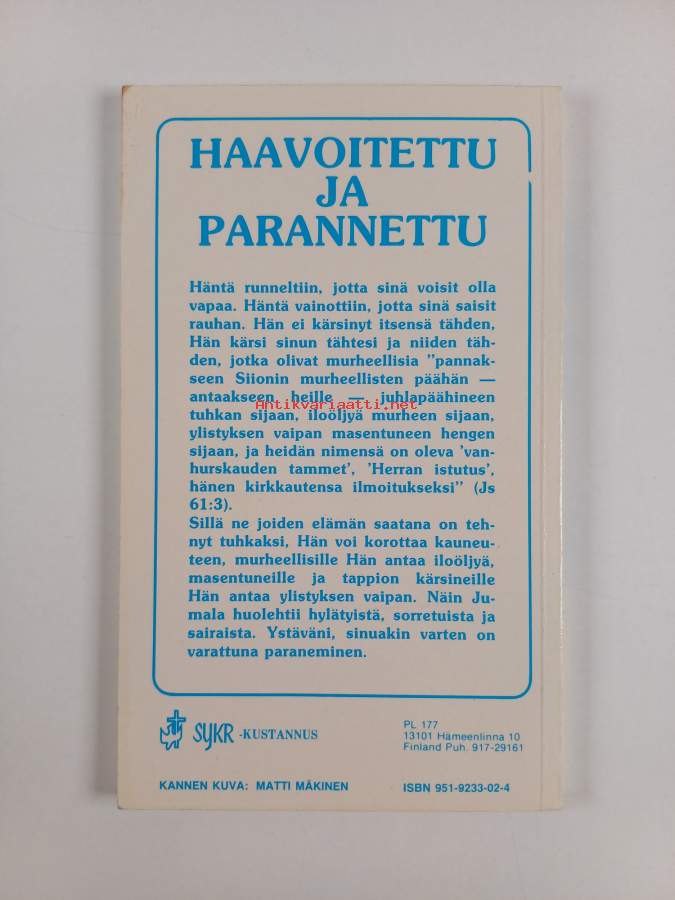 HAAVOITETTU
JA
PARANNETTU
Häntä runneltiin, jotta sinä voisit olla
vapaa. Häntä vainottiin, jotta sinä saisit
rauhan. Hän ei kärsinyt itsensä tähden,
Hän kärsi sinun tähtesi ja niiden täh-
den, jotka olivat murheellisia "pannak-
seen Siionin murheellisten päähän —
antaakseen heille — juhlapäähineen
Antikvariaatti.net
tuhkan sijaan, iloöljyä murheen sijaan,
ylistyksen vaipan masentuneen hengen
sijaan, ja heidän nimensä on oleva 'van-
hurskauden tammet', 'Herran istutus',
hänen kirkkautensa ilmoitukseksi" (Js
61:3).
Sillä ne joiden elämän saatana on teh-
nyt tuhkaksi, Hän voi korottaa kauneu-
teen, murheellisille Hän antaa iloöljyä,
masentuneille ja tappion kärsineille
Hän antaa ylistyksen vaipan. Näin Ju-
mala huolehtii hylätyistä, sorretuista ja
sairaista. Ystäväni, sinuakin varten on
varattuna paraneminen.
SYKR -KUSTANNUS
PL 177
13101 Hämeenlinna 10
Finland Puh. 917-29161
KANNEN KUVA: MATTI MÄKINEN
ISBN 951-9233-02-4